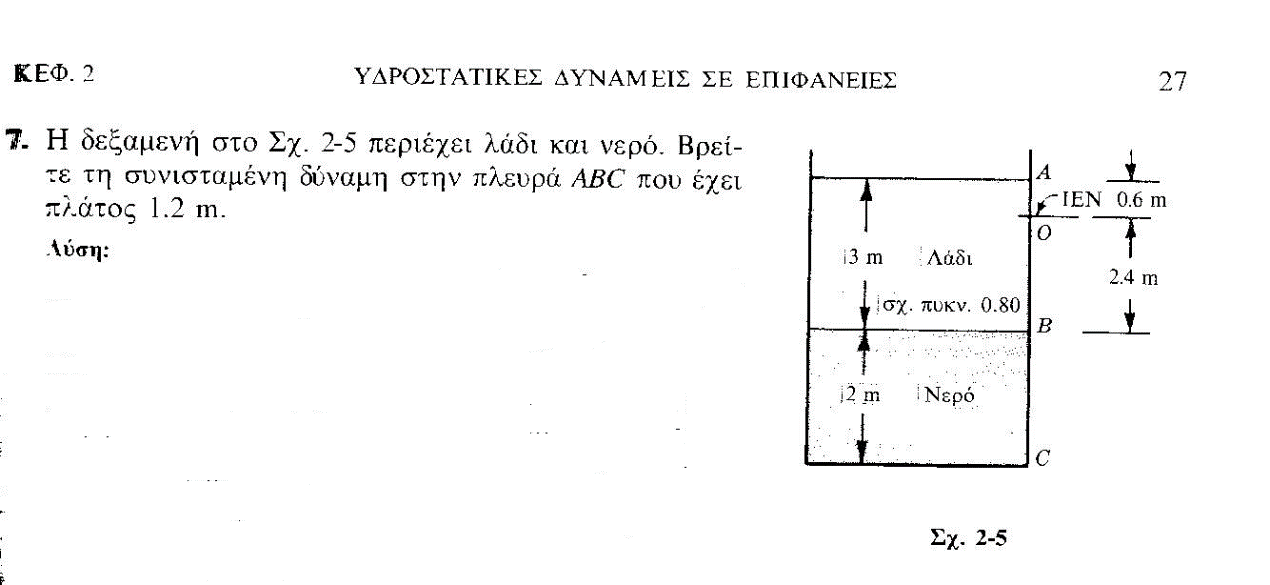 ΚΕΦ. 2
ΥΔΡΟΣΤΑΤΙΚΕΣ ΔΥΝΑΜΕΙΣ ΣΕ ΕΠΙΦΑΝΕΙΕΣ
27
7. Η δεξαμενή στο Σχ. 2-5 περιέχει λάδι και νερό. Βρεί-
τε τη συνισταμένη δύναμη στην πλευρά ABC που έχει
πλάτος 1.2 m.
Λύση:
A
ΙΕΝ 0.6 m
O
3 m Λάδι
2.4 m
σχ. πυκν. 0.80
B
2 m Νερό
C
Σχ. 2-5